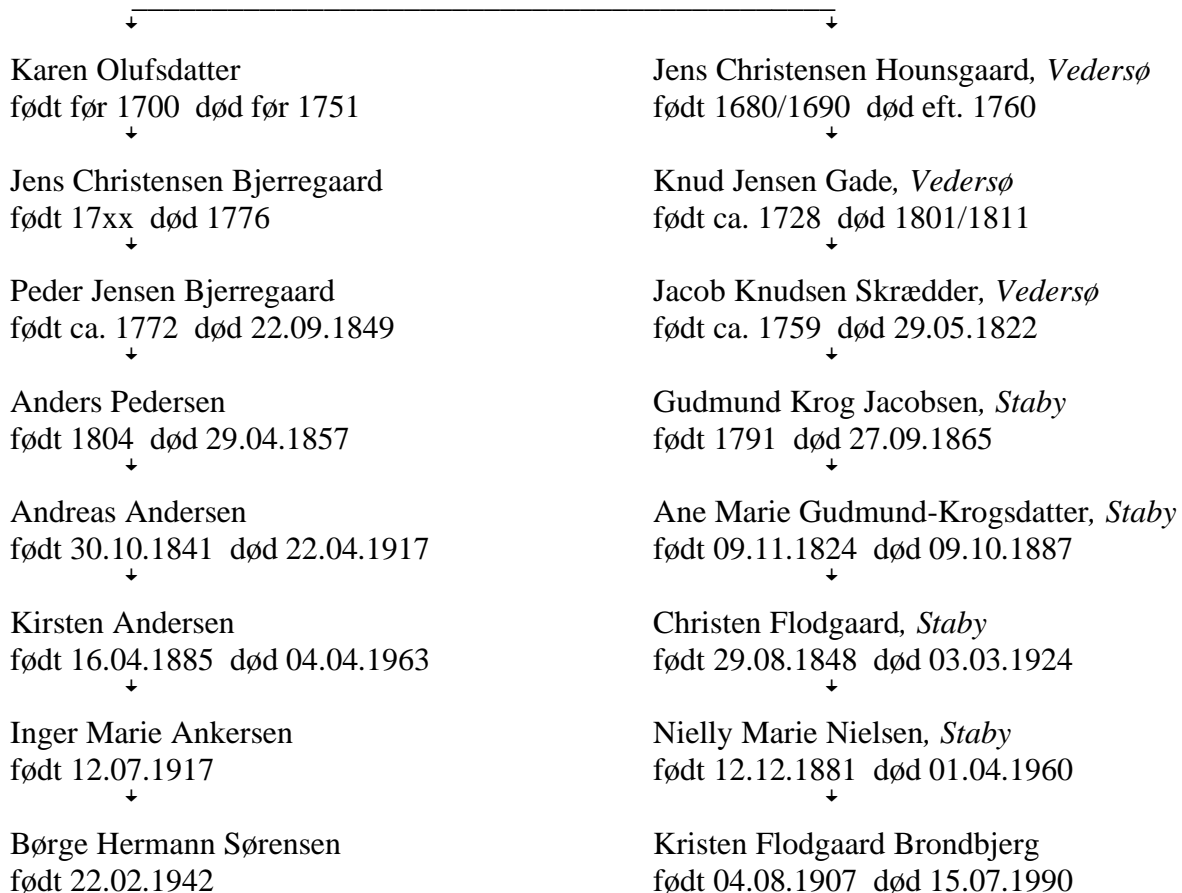 Karen Olufsdatter
født før 1700 død før 1751
Jens Christensen Bjerregaard
født 17xx død 1776
Peder Jensen Bjerregaard
født ca. 1772 død 22.09.1849
Anders Pedersen
født 1804 død 29.04.1857
Andreas Andersen
født 30.10.1841 død 22.04.1917
Kirsten Andersen
født 16.04.1885 død 04.04.1963
Inger Marie Ankersen
født 12.07.1917
Børge Hermann Sørensen
født 22.02.1942
Jens Christensen Hounsgaard, Vedersø
født 1680/1690 død eft. 1760
Knud Jensen Gade, Vedersø
født ca. 1728 død 1801/1811
Jacob Knudsen Skrædder, Vedersø
født ca. 1759 død 29.05.1822
Gudmund Krog Jacobsen, Staby
født 1791 død 27.09.1865
Ane Marie Gudmund-Krogsdatter, Staby
født 09.11.1824 død 09.10.1887
Christen Flodgaard, Staby
født 29.08.1848 død 03.03.1924
Nielly Marie Nielsen, Staby
født 12.12.1881 død 01.04.1960
Kristen Flodgaard Brondbjerg
født 04.08.1907 død 15.07.1990